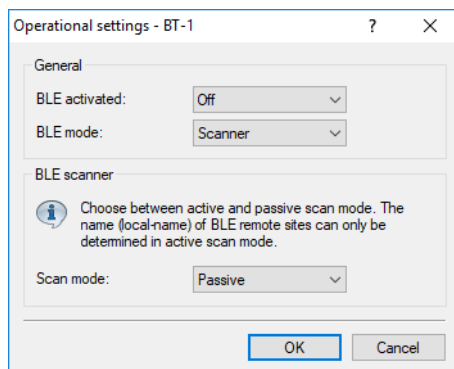 Operational settings - BT-1
?
General
BLE activated: Off
BLE mode: Scanner
BLE scanner
Choose between active and passive scan mode. The
name (local-name) of BLE remote sites can only be
determined in active scan mode.
Scan mode: Passive
OK Cancel